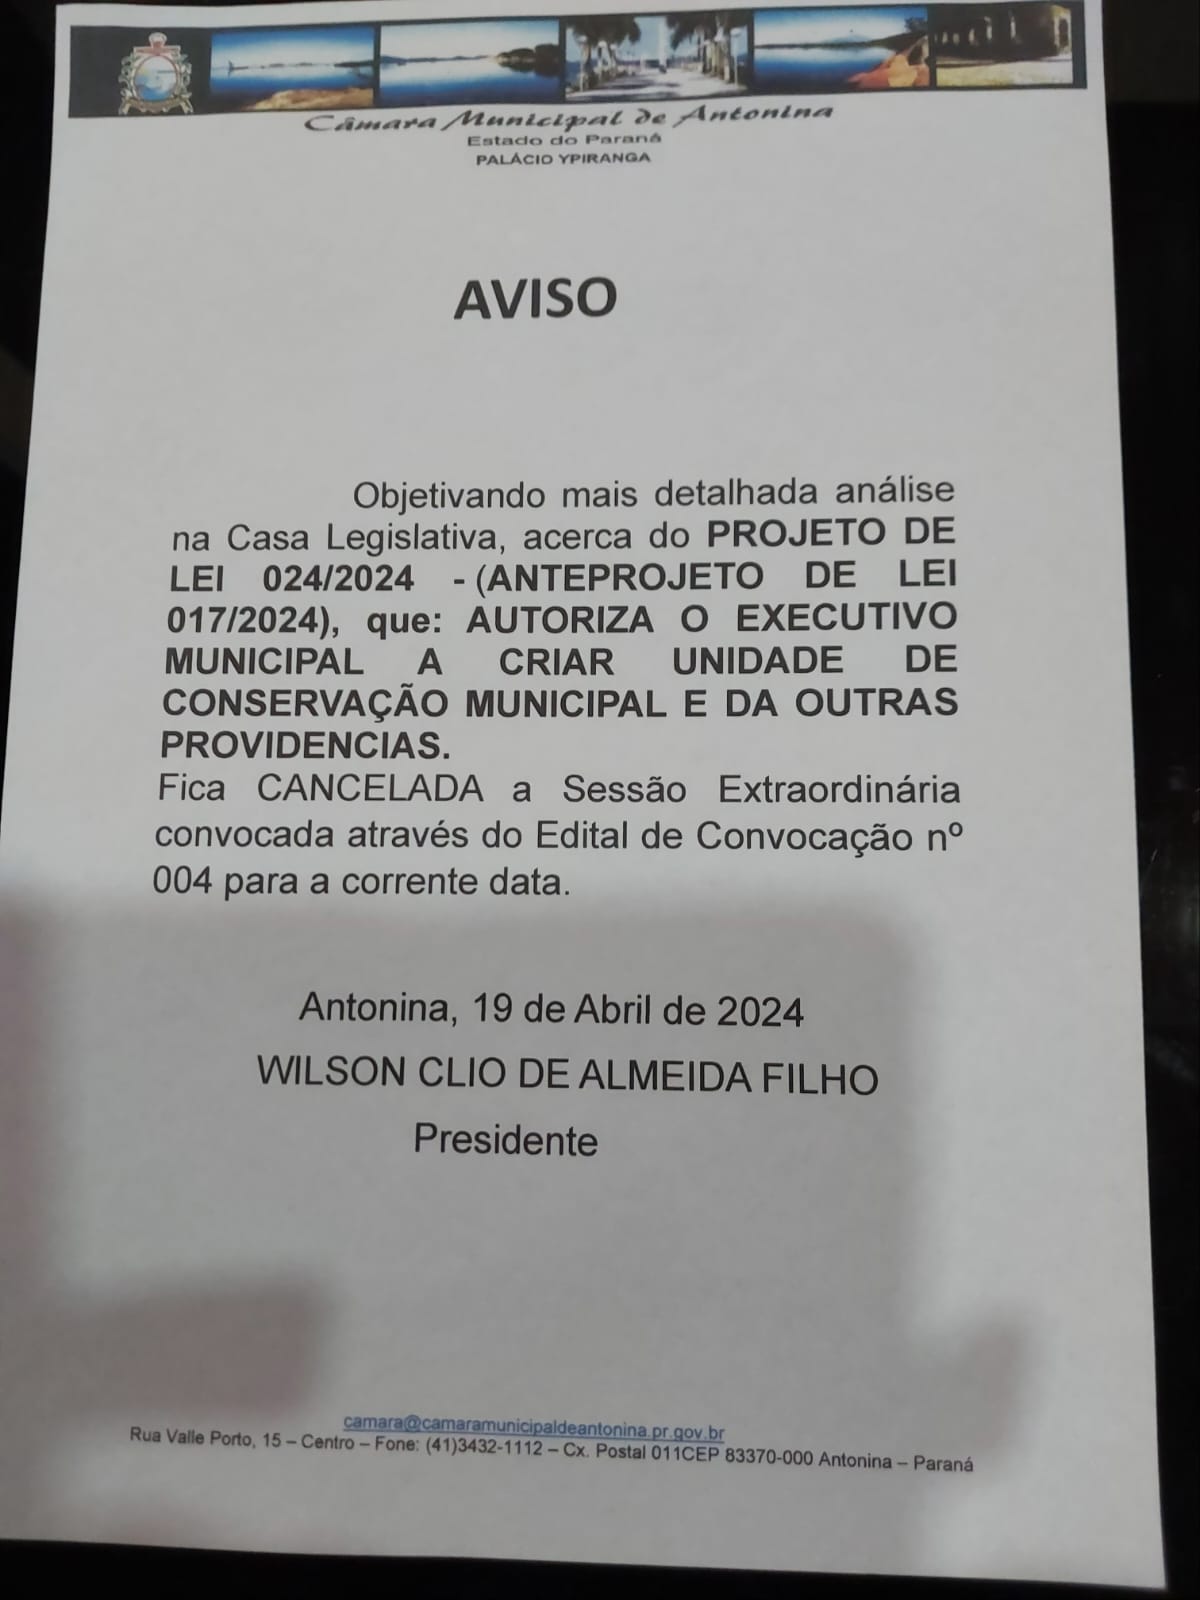 Câmara Municipal de Antonina
Estado do Paraná
PALÁCIO YPIRANGA
AVISO
Objetivando mais detalhada análise
na Casa Legislativa, acerca do PROJETO DE
LEI 024/2024 - (ANTEPROJETO DE LEI
017/2024), que: AUTORIZA O EXECUTIVO
MUNICIPAL A CRIAR UNIDADE DE
CONSERVAÇÃO MUNICIPAL E DA OUTRAS
PROVIDENCIAS.
Fica CANCELADA a Sessão Extraordinária
convocada através do Edital de Convocação nº
004 para a corrente data.
Antonina, 19 de Abril de 2024
WILSON CLIO DE ALMEIDA FILHO
Presidente
camara@camaramunicipaldeantonina.pr.gov.br
Rua Valle Porto, 15 – Centro – Fone: (41)3432-1112 – Cx. Postal 011CEP 83370-000 Antonina – Paraná